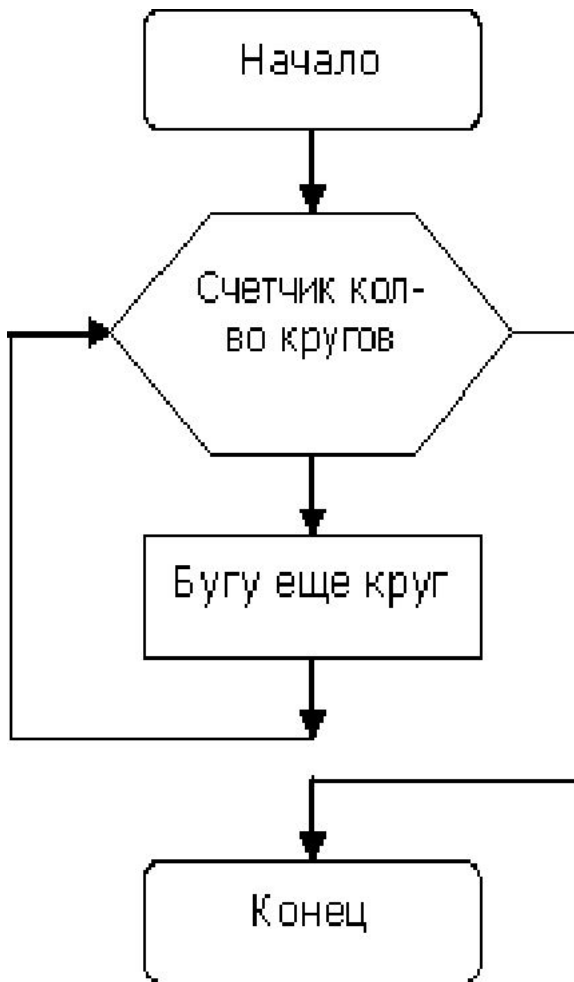 Начало
Счетчик кол-
во кругов
Бугу еще круг
Конец